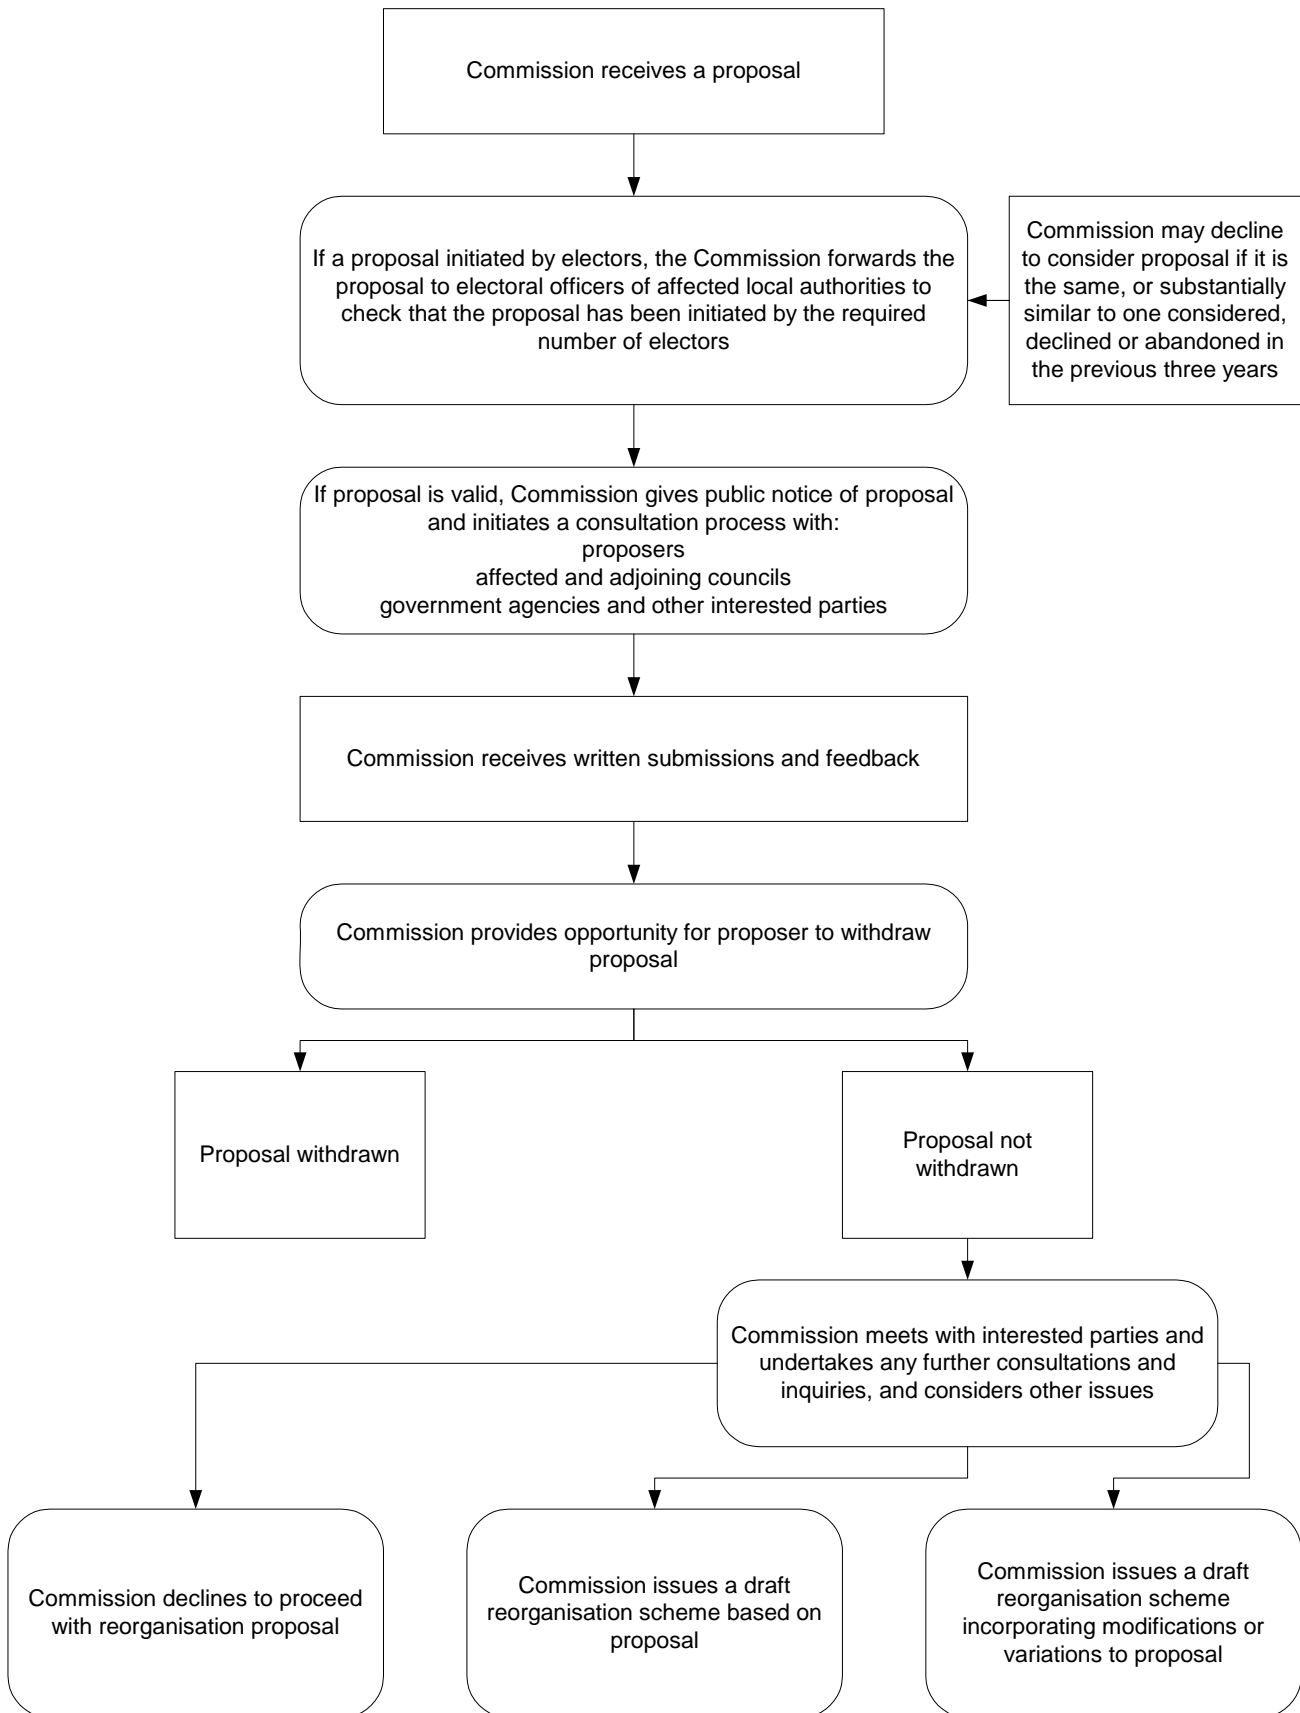 Commission receives a proposal
If a proposal initiated by electors, the Commission forwards the
proposal to electoral officers of affected local authorities to
check that the proposal has been initiated by the required
number of electors
Commission may decline
to consider proposal if it is
the same, or substantially
similar to one considered,
declined or abandoned in
the previous three years
If proposal is valid, Commission gives public notice of proposal
and initiates a consultation process with:
proposers
affected and adjoining councils
government agencies and other interested parties
Commission receives written submissions and feedback
Commission provides opportunity for proposer to withdraw
proposal
Proposal withdrawn
Proposal not
withdrawn
Commission meets with interested parties and
undertakes any further consultations and
inquiries, and considers other issues
Commission declines to proceed
with reorganisation proposal
Commission issues a draft
reorganisation scheme based on
proposal
Commission issues a draft
reorganisation scheme
incorporating modifications or
variations to proposal